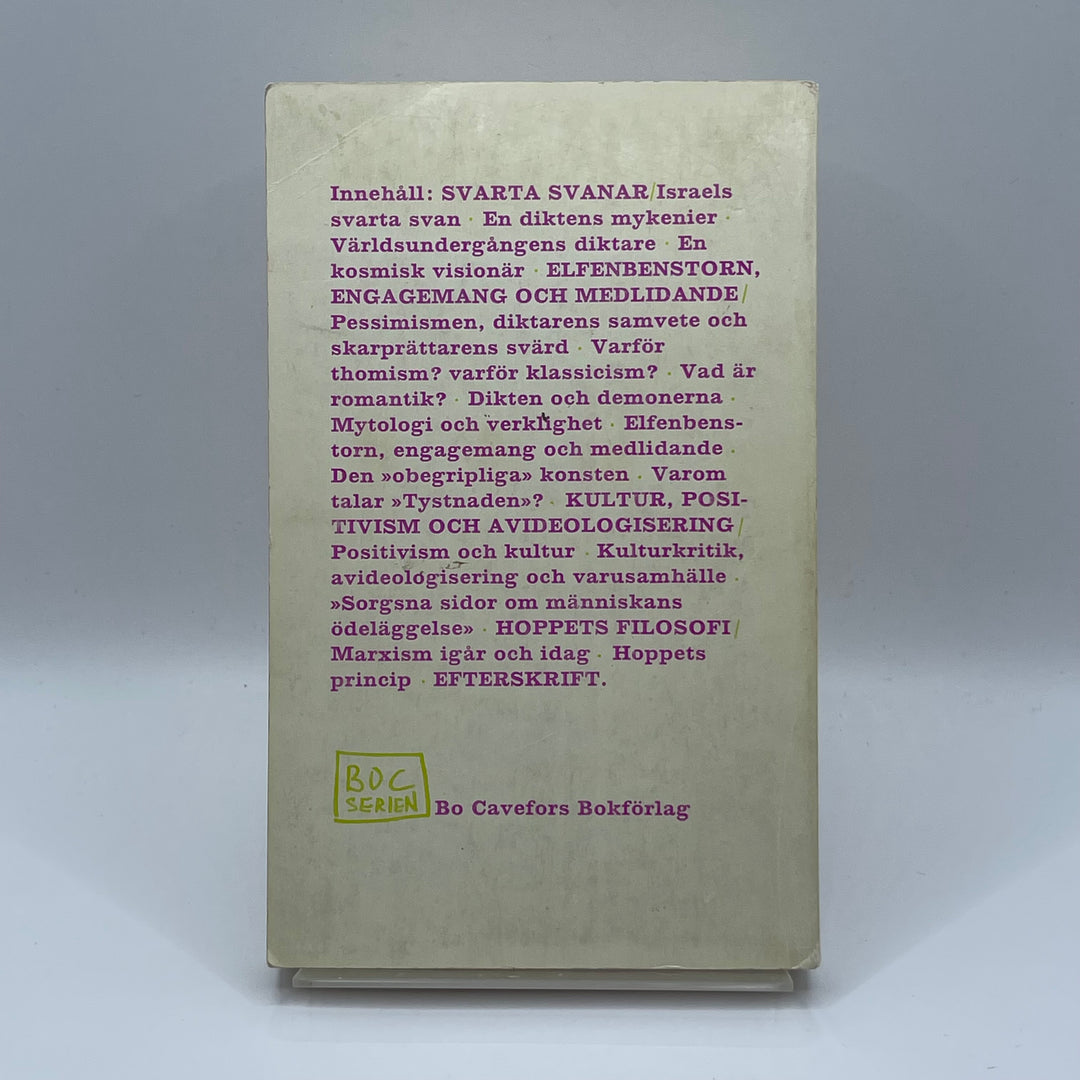 Innehåll: SVARTA SVANAR/Israels
svarta svan · En diktens mykenier ·
Världsundergångens diktare · En
kosmisk visionär · ELFENBENSTORN,
ENGAGEMANG OCH MEDLIDANDE/
Pessimismen, diktarens samvete och
skarprättarens svärd · Varför
thomism? varför klassicism? · Vad är
romantik? · Dikten och demonerna ·
Mytologi och verklighet · Elfenbens-
torn, engagemang och medlidande ·
Den »obegripliga» konsten · Varom
talar »Tystnaden»? · KULTUR, POSI-
TIVISM OCH AVIDEOLOGISERING/
Positivism och kultur · Kulturkritik,
avideologisering och varusamhälle ·
»Sorgsna sidor om människans
ödeläggelse» · HOPPETS FILOSOFI/
Marxism igår och idag · Hoppets
princip · EFTERSKRIFT.
BOC
SERIEN
Bo Cavefors Bokförlag